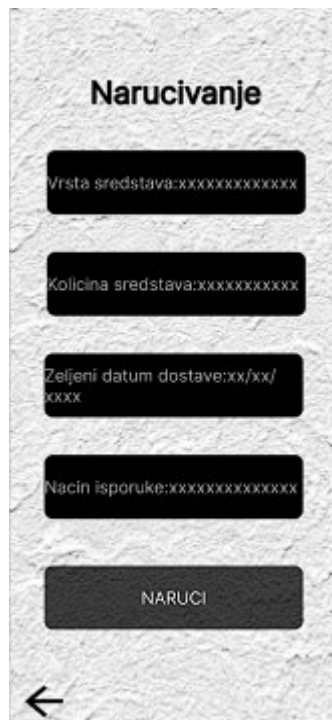 Narucivanje
Vrsta sredstava:xxxxxxxxxxxxx
Kolicina sredstava:xxxxxxxxxxx
Zeljeni datum dostave:xx/xx/
xxxx
Nacin isporuke:xxxxxxxxxxxxxx
NARUCI